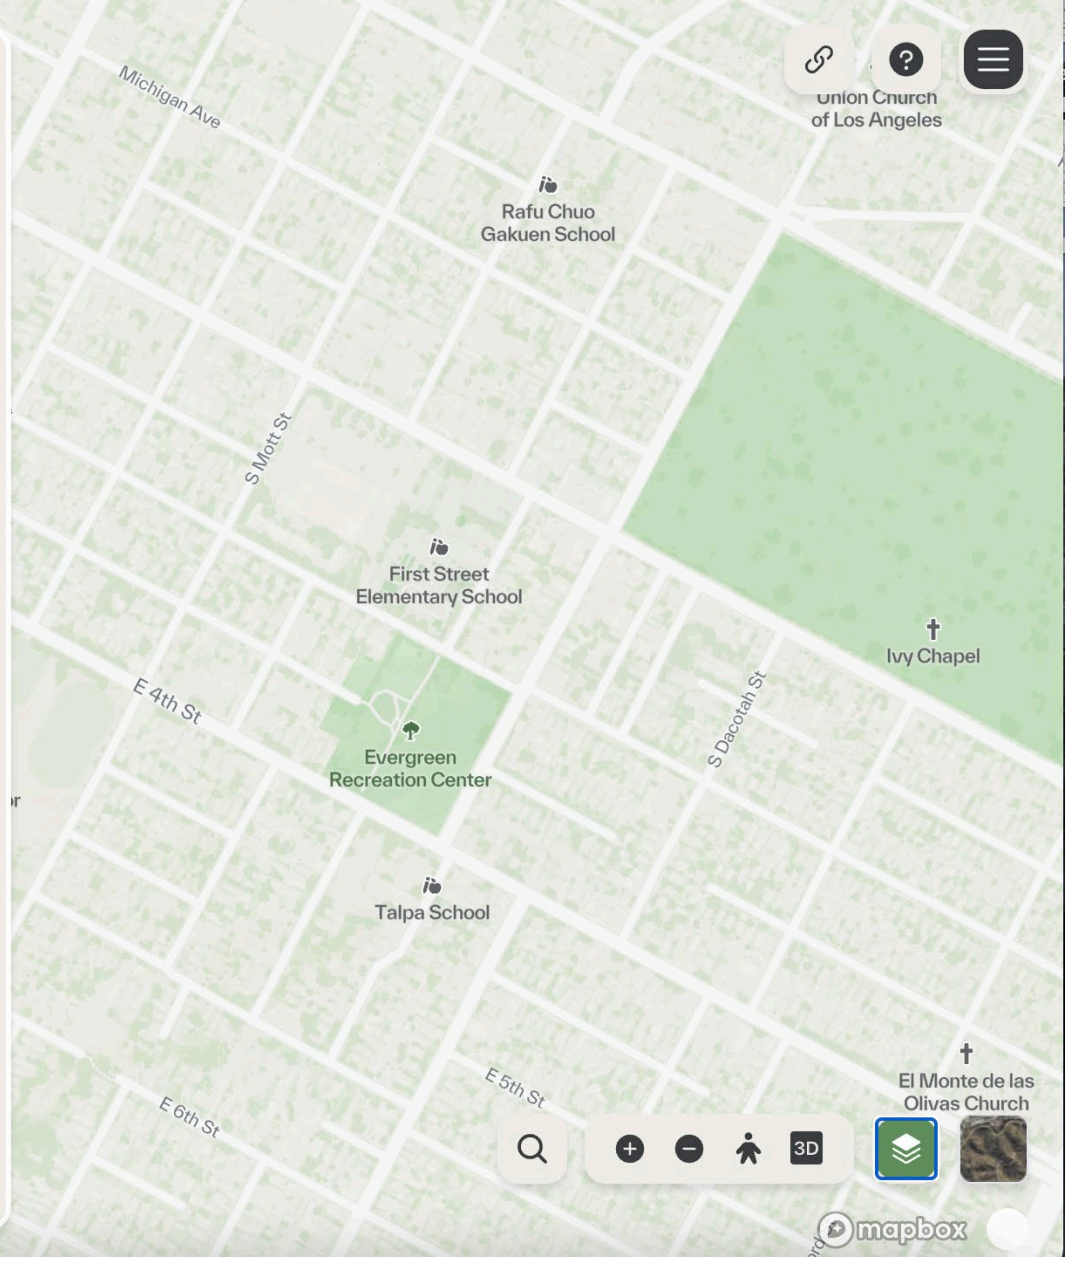 Michigan Ave
Union Church
of Los Angeles
Rafu Chuo
Gakuen School
S Mott St
First Street
Elementary School
Ivy Chapel
E 4th St
S Dacotah St
Evergreen
Recreation Center
Talpa School
E 5th St
El Monte de las
Olivas Church
E 6th St
3D
mapbox